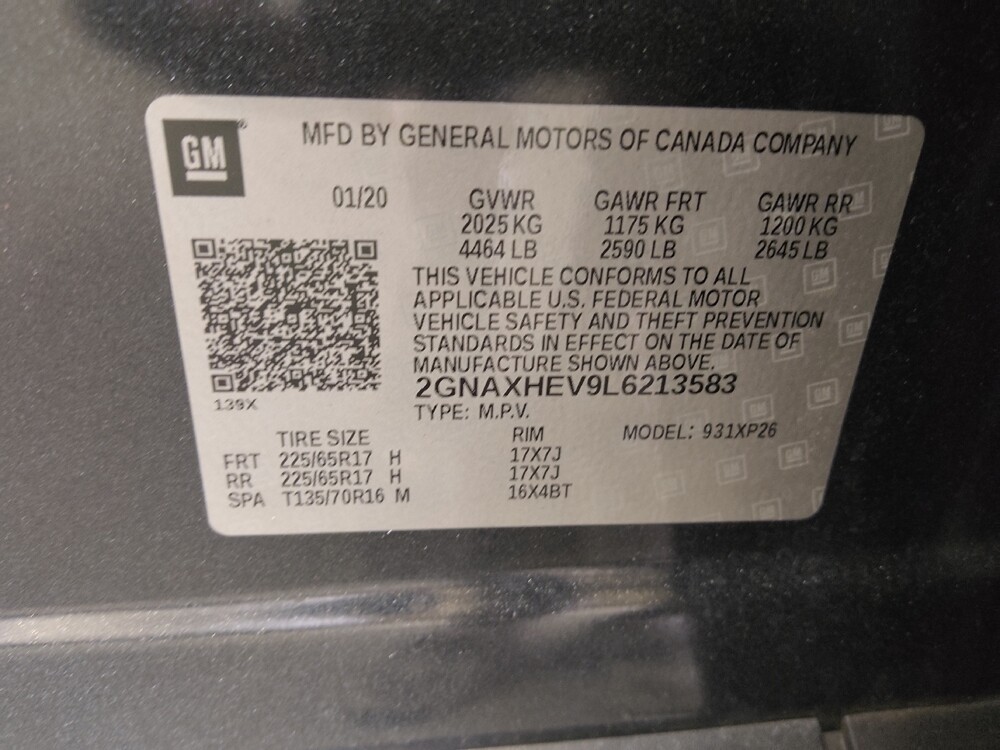 GM
MFD BY GENERAL MOTORS OF CANADA COMPANY
01/20 GVWR GAWR FRT GAWR RR
2025 KG 1175 KG 1200 KG
4464 LB 2590 LB 2645 LB
THIS VEHICLE CONFORMS TO ALL
APPLICABLE U.S. FEDERAL MOTOR
VEHICLE SAFETY AND THEFT PREVENTION
STANDARDS IN EFFECT ON THE DATE OF
MANUFACTURE SHOWN ABOVE.
2GNAXHEV9L6213583
139X
TYPE: M.P.V.
TIRE SIZE RIM MODEL: 931XP26
FRT 225/65R17 H 17X7J
RR 225/65R17 H 17X7J
SPA T135/70R16 M 16X4BT